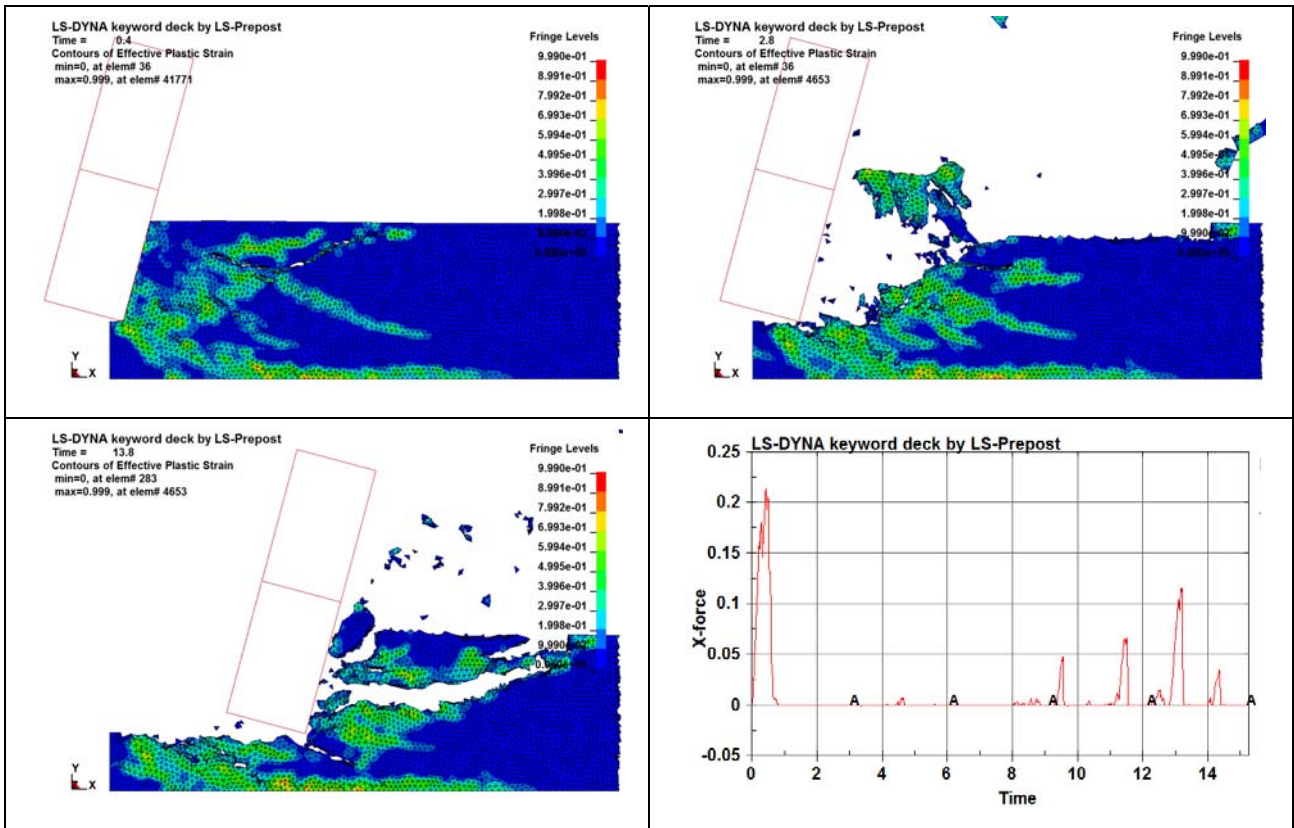 LS-DYNA keyword deck by LS-Prepost
Time = 0.4
Contours of Effective Plastic Strain
min=0, at elem# 36
max=0.999, at elem# 41771
Fringe Levels
9.990e-01
8.991e-01
7.992e-01
6.993e-01
5.994e-01
4.995e-01
3.996e-01
2.997e-01
1.998e-01
Y
X
LS-DYNA keyword deck by LS-Prepost
Time = 2.8
Contours of Effective Plastic Strain
min=0, at elem# 36
max=0.999, at elem# 4653
Fringe Levels
9.990e-01
8.991e-01
7.992e-01
6.993e-01
5.994e-01
4.995e-01
3.996e-01
2.997e-01
1.998e-01
9.990e-02
Y
X
LS-DYNA keyword deck by LS-Prepost
Time = 13.8
Contours of Effective Plastic Strain
min=0, at elem# 283
max=0.999, at elem# 4653
Fringe Levels
9.990e-01
8.991e-01
7.992e-01
6.993e-01
5.994e-01
4.995e-01
3.996e-01
2.997e-01
1.998e-01
Y
X
LS-DYNA keyword deck by LS-Prepost
0.25
0.2
0.15
0.1
0.05
0
-0.05
X-force
A A A A A
0 2 4 6 8 10 12 14
Time